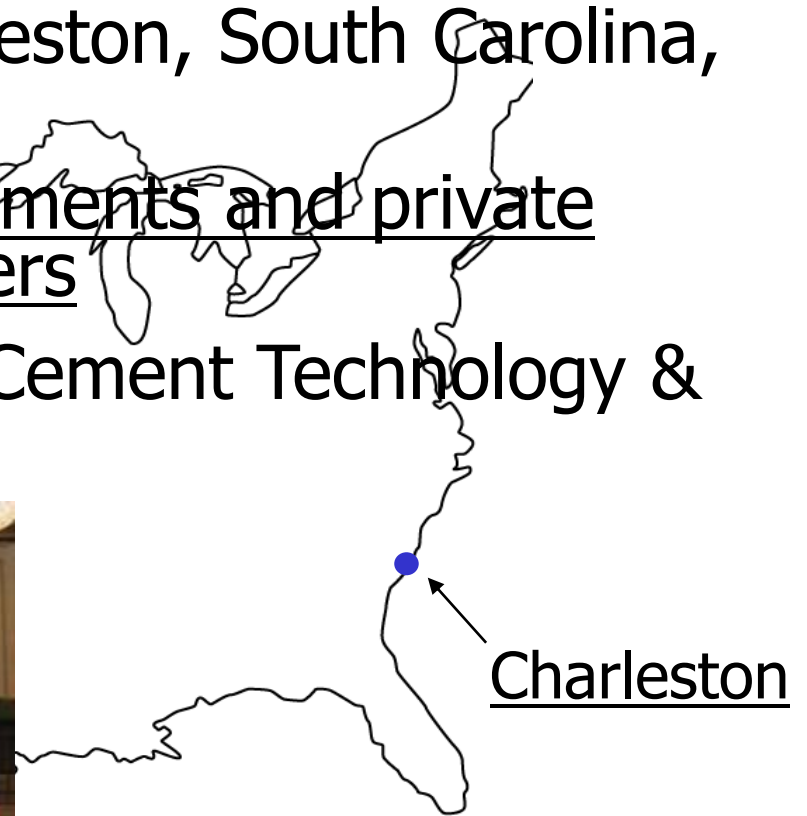 eston, South Carolina,
ments and private
ers
Cement Technology &
Charleston